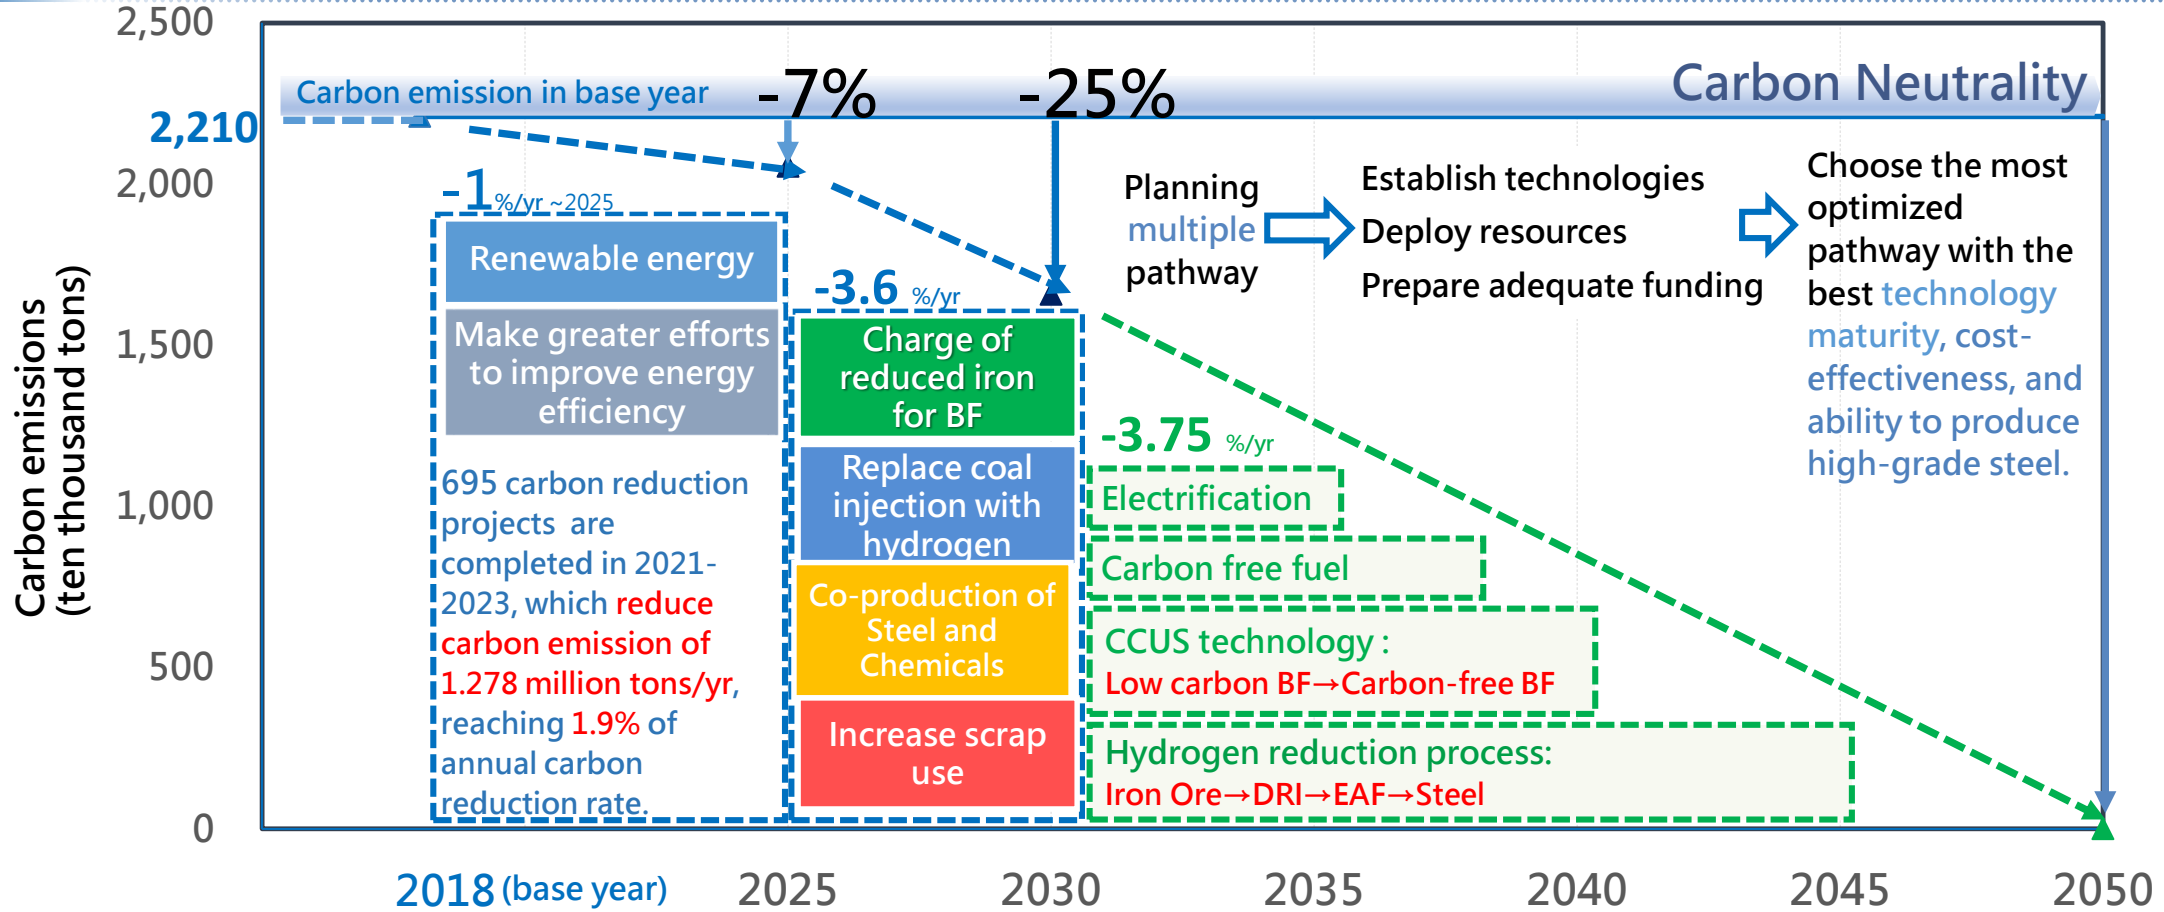 Carbon emissions
(ten thousand tons)
2,500
2,210
2,000
1,500
1,000
500
0
Carbon emission in base year
-7%
-25%
Carbon Neutrality
-1%/yr ~2025
Renewable energy
Make greater efforts
to improve energy
efficiency
695 carbon reduction
projects are
completed in 2021-
2023, which reduce
carbon emission of
1.278 million tons/yr,
reaching 1.9% of
annual carbon
reduction rate.
-3.6 %/yr
Charge of
reduced iron
for BF
Replace coal
injection with
hydrogen
Co-production of
Steel and
Chemicals
Increase scrap
use
Planning
multiple
pathway
Establish technologies
Deploy resources
Prepare adequate funding
Choose the most
optimized
pathway with the
best technology
maturity, cost-
effectiveness, and
ability to produce
high-grade steel.
-3.75 %/yr
Electrification
Carbon free fuel
CCUS technology :
Low carbon BF→Carbon-free BF
Hydrogen reduction process:
Iron Ore→DRI→EAF→Steel
2018 (base year)
2025
2030
2035
2040
2045
2050